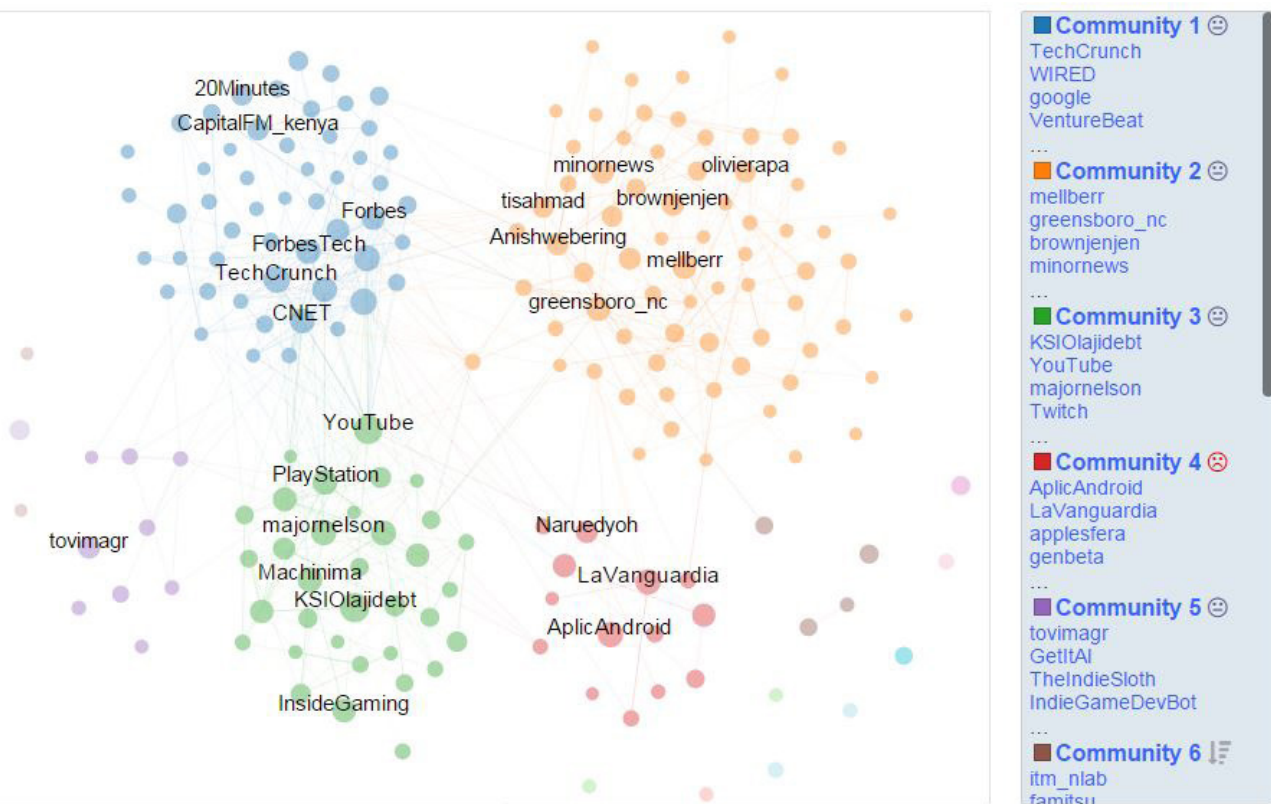 20Minutes
CapitalFM_kenya
Forbes
ForbesTech
TechCrunch
CNET
minornews
olivierapa
tisahmad
brownjenjen
Anishwebering
mellberr
greensboro_nc
YouTube
PlayStation
majornelson
Machinima
KSIOlajidebt
InsideGaming
tovimagr
Naruedyoh
LaVanguardia
AplicAndroid
Community 1
TechCrunch
WIRED
google
VentureBeat
...
Community 2
mellberr
greensboro_nc
brownjenjen
minornews
...
Community 3
KSIOlajidebt
YouTube
majornelson
Twitch
...
Community 4
AplicAndroid
LaVanguardia
applesfera
genbeta
...
Community 5
tovimagr
GetItAI
TheIndieSloth
IndieGameDevBot
...
Community 6
itm_nlab
famitsu